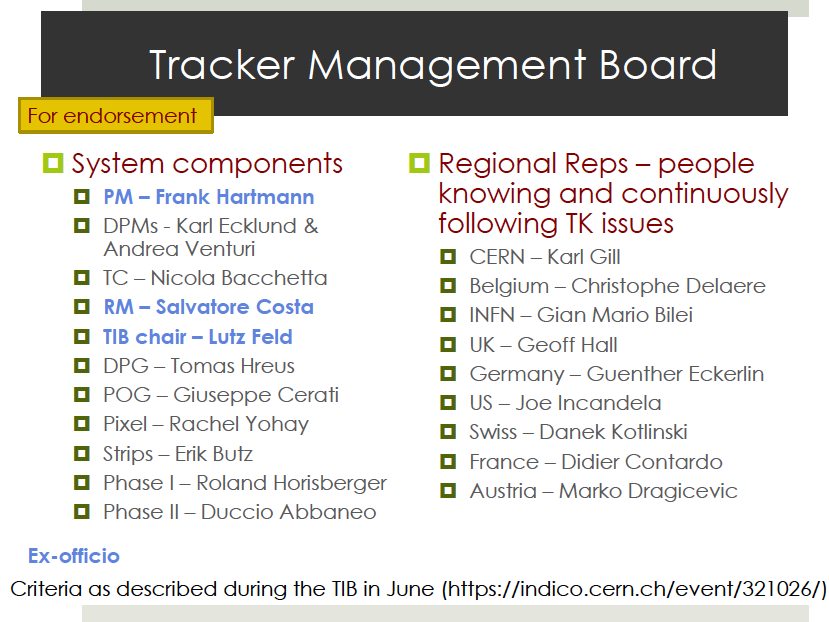 Tracker Management Board
For endorsement
System components
PM – Frank Hartmann
DPMs - Karl Ecklund &
Andrea Venturi
TC – Nicola Bacchetta
RM – Salvatore Costa
TIB chair – Lutz Feld
DPG – Tomas Hreus
POG – Giuseppe Cerati
Pixel – Rachel Yohay
Strips – Erik Butz
Phase I – Roland Horisberger
Phase II – Duccio Abbaneo
Regional Reps – people
knowing and continuously
following TK issues
CERN – Karl Gill
Belgium – Christophe Delaere
INFN – Gian Mario Bilei
UK – Geoff Hall
Germany – Guenther Eckerlin
US – Joe Incandela
Swiss – Danek Kotlinski
France – Didier Contardo
Austria – Marko Dragicevic
Ex-officio
Criteria as described during the TIB in June (https://indico.cern.ch/event/321026/)